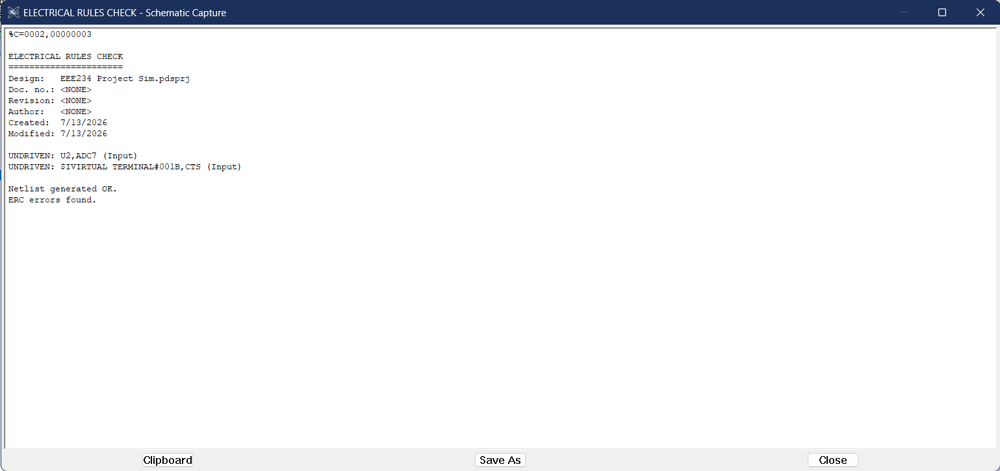 ELECTRICAL RULES CHECK - Schematic Capture
%C=0002,00000003
ELECTRICAL RULES CHECK
======================
Design:   EEE234 Project Sim.pdsprj
Doc. no.: <NONE>
Revision: <NONE>
Author:   <NONE>
Created:  7/13/2026
Modified: 7/13/2026
UNDRIVEN: U2,ADC7 (Input)
UNDRIVEN: $IVIRTUAL TERMINAL#001B,CTS (Input)
Netlist generated OK.
ERC errors found.
Clipboard
Save As
Close